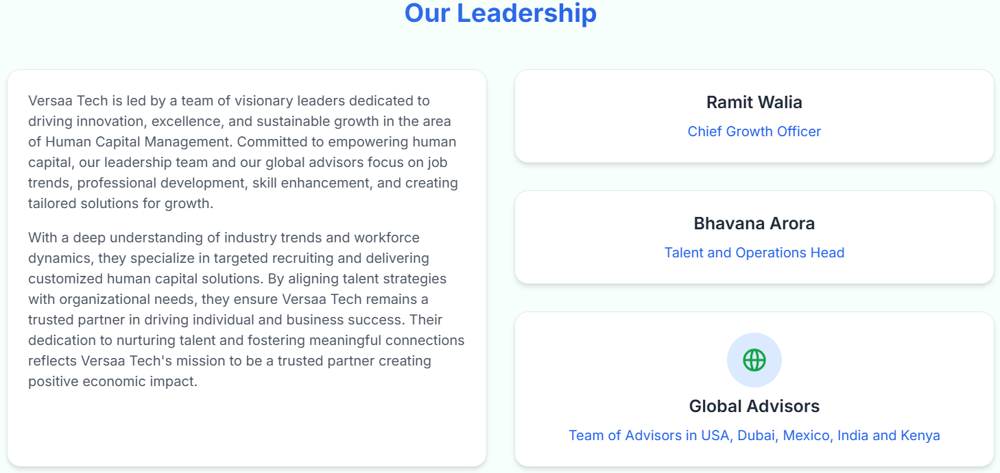 Our Leadership
Versaa Tech is led by a team of visionary leaders dedicated to
driving innovation, excellence, and sustainable growth in the area
of Human Capital Management. Committed to empowering human
capital, our leadership team and our global advisors focus on job
trends, professional development, skill enhancement, and creating
tailored solutions for growth.
With a deep understanding of industry trends and workforce
dynamics, they specialize in targeted recruiting and delivering
customized human capital solutions. By aligning talent strategies
with organizational needs, they ensure Versaa Tech remains a
trusted partner in driving individual and business success. Their
dedication to nurturing talent and fostering meaningful connections
reflects Versaa Tech's mission to be a trusted partner creating
positive economic impact.
Ramit Walia
Chief Growth Officer
Bhavana Arora
Talent and Operations Head
Global Advisors
Team of Advisors in USA, Dubai, Mexico, India and Kenya